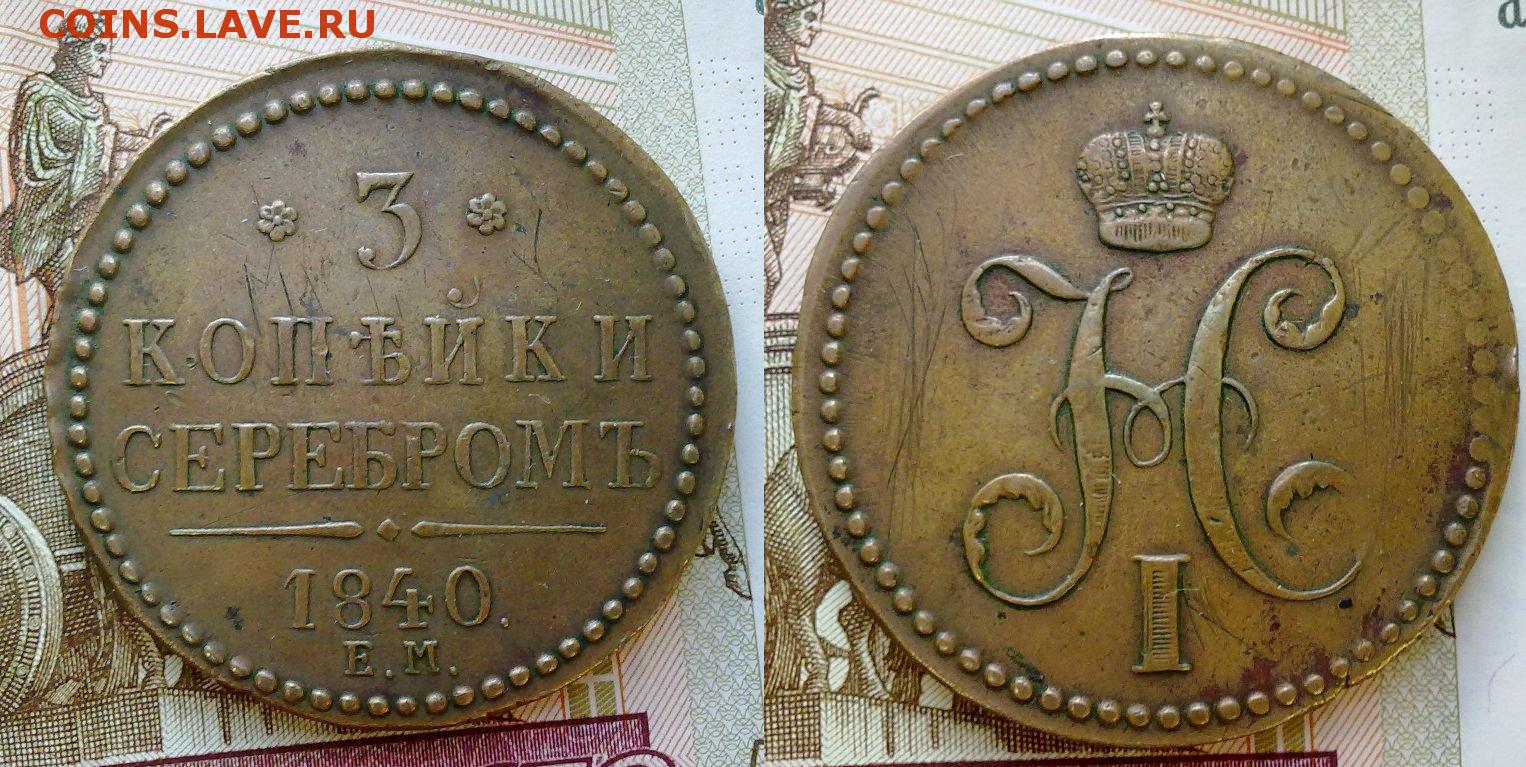 COINS.LAVE.RU
3
КОПѢЙКИ
СЕРЕБРОМЪ
1840.
Е.М.
Н
I